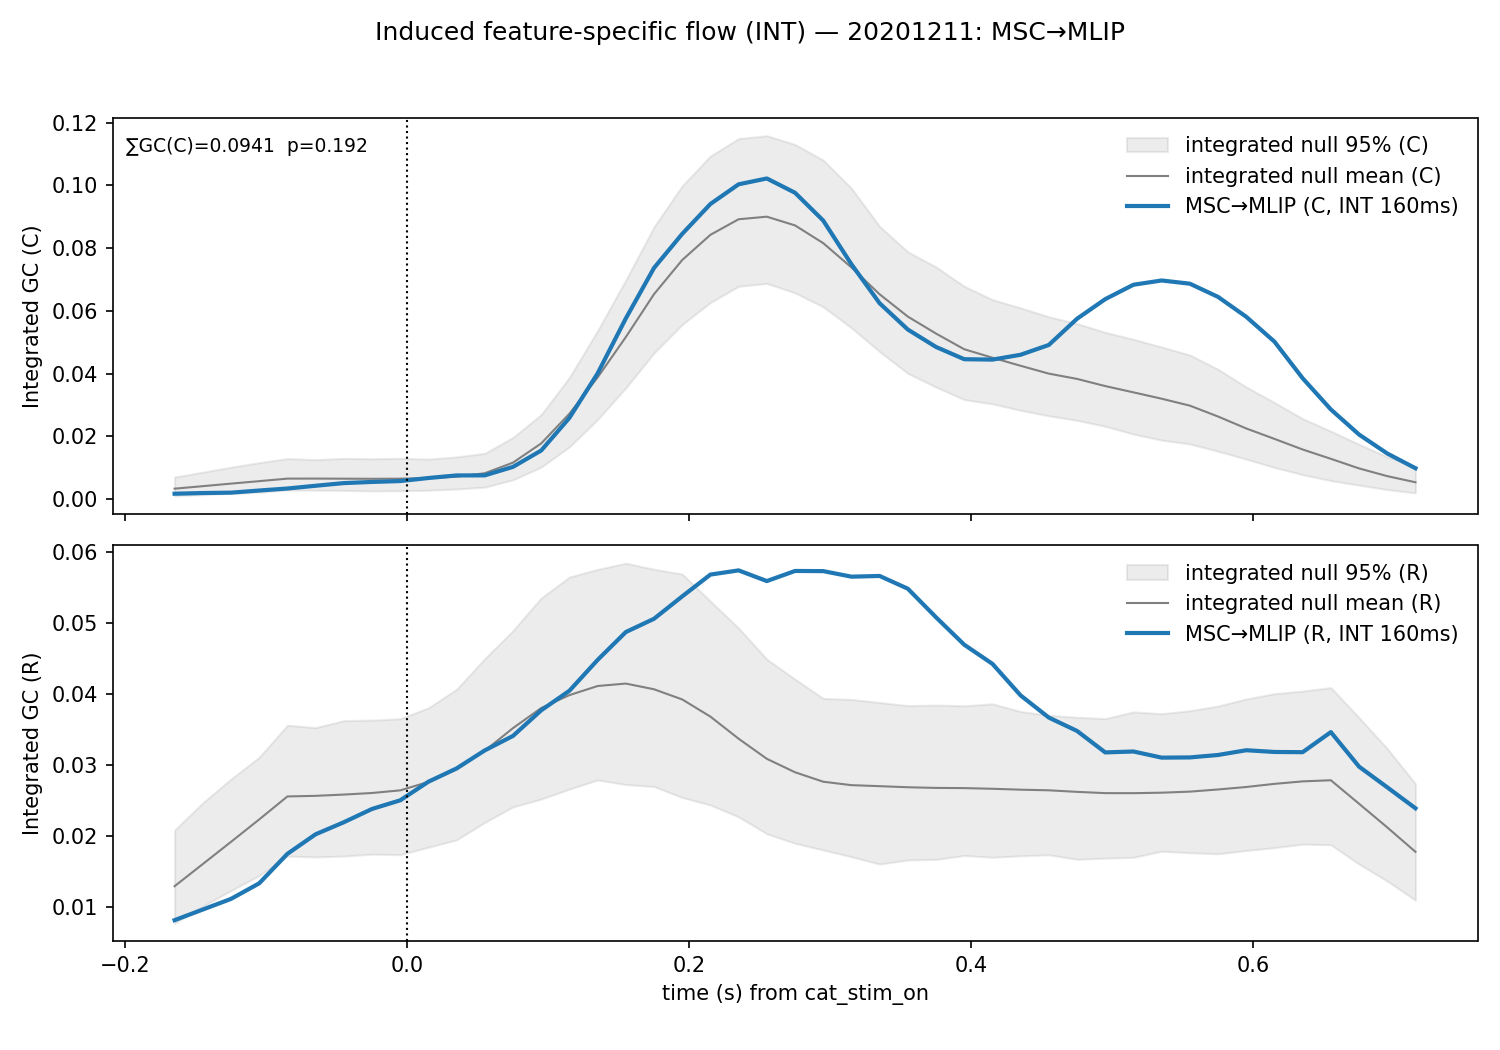 Induced feature-specific flow (INT) — 20201211: MSC→MLIP
Integrated GC (C)
0.12
0.10
0.08
0.06
0.04
0.02
0.00
∑GC(C)=0.0941  p=0.192
integrated null 95% (C)
integrated null mean (C)
MSC→MLIP (C, INT 160ms)
Integrated GC (R)
0.06
0.05
0.04
0.03
0.02
0.01
integrated null 95% (R)
integrated null mean (R)
MSC→MLIP (R, INT 160ms)
−0.2
0.0
0.2
0.4
0.6
time (s) from cat_stim_on